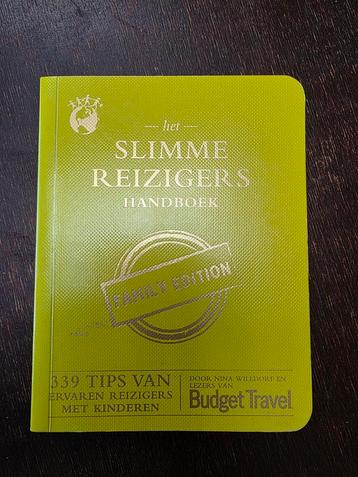 — het —
SLIMME
REIZIGERS
HANDBOEK
FAMILY EDITION
339 TIPS VAN
ERVAREN REIZIGERS
MET KINDEREN
DOOR NINA WILLDORF EN
LEZERS VAN
Budget Travel